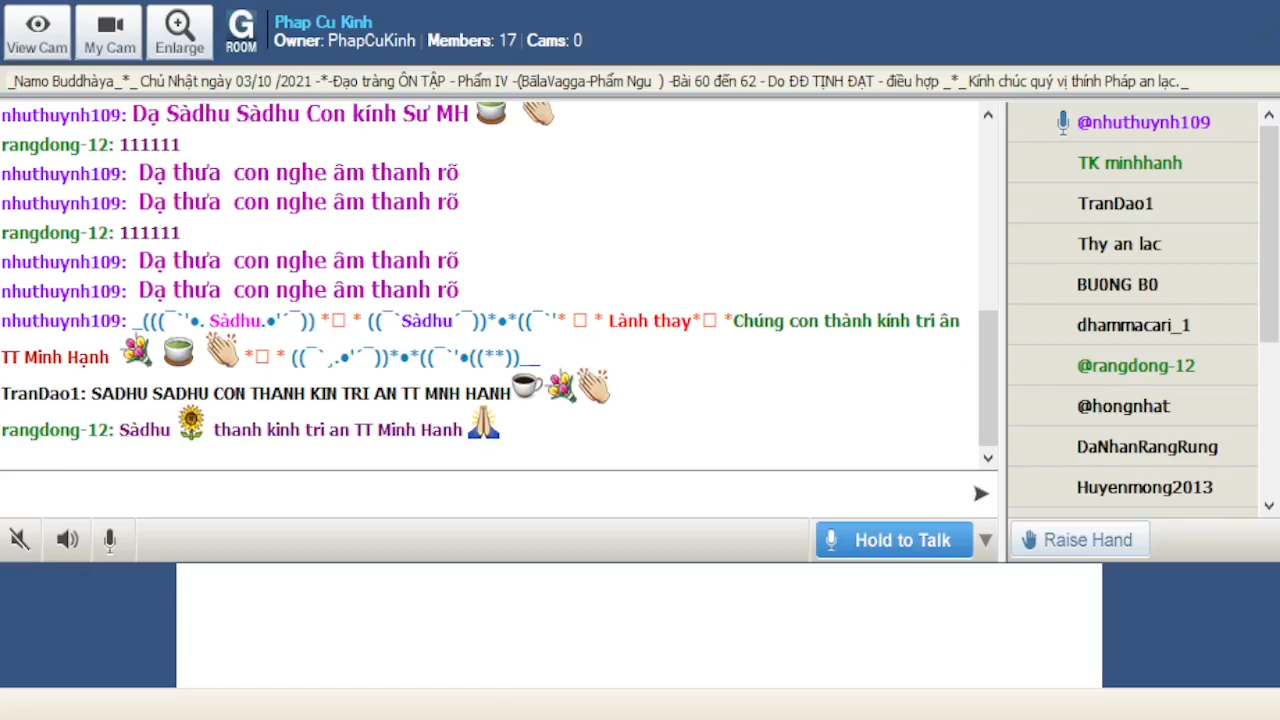 View Cam
My Cam
Enlarge
G
ROOM
Phap Cu Kinh
Owner: PhapCuKinh | Members: 17 | Cams: 0
_Namo Buddhàya_*_ Chủ Nhật ngày 03/10 /2021 -*-Đạo tràng ÔN TẬP - Phẩm IV -(BãlaVagga-Phẩm Ngu ) -Bài 60 đến 62 - Do ĐĐ TỊNH ĐẠT - điều hợp _*_ Kính chúc quý vị thính Pháp an lạc._
nhuthuynh109: Dạ Sàdhu Sàdhu Con kính Sư MH 🍵 👏
rangdong-12: 111111
nhuthuynh109: Dạ thưa con nghe âm thanh rõ
nhuthuynh109: Dạ thưa con nghe âm thanh rõ
rangdong-12: 111111
nhuthuynh109: Dạ thưa con nghe âm thanh rõ
nhuthuynh109: Dạ thưa con nghe âm thanh rõ
nhuthuynh109: _(((¯`'●. Sàdhu.●'´¯)) *□ * ((¯`Sàdhu´¯))*●*((¯`'* □ * Lành thay*□ *Chúng con thành kính tri ân
TT Minh Hạnh 💐 🍵 👏 *□ * ((¯`¸.●'´¯))*●*((¯`'●((**))__
TranDao1: SADHU SADHU CON THANH KIN TRI AN TT MNH HANH☕💐👏
rangdong-12: Sàdhu 🌻 thanh kinh tri an TT Minh Hanh 🙏
@nhuthuynh109
TK minhhanh
TranDao1
Thy an lac
BU0NG B0
dhammacari_1
@rangdong-12
@hongnhat
DaNhanRangRung
Huyenmong2013
Hold to Talk
Raise Hand